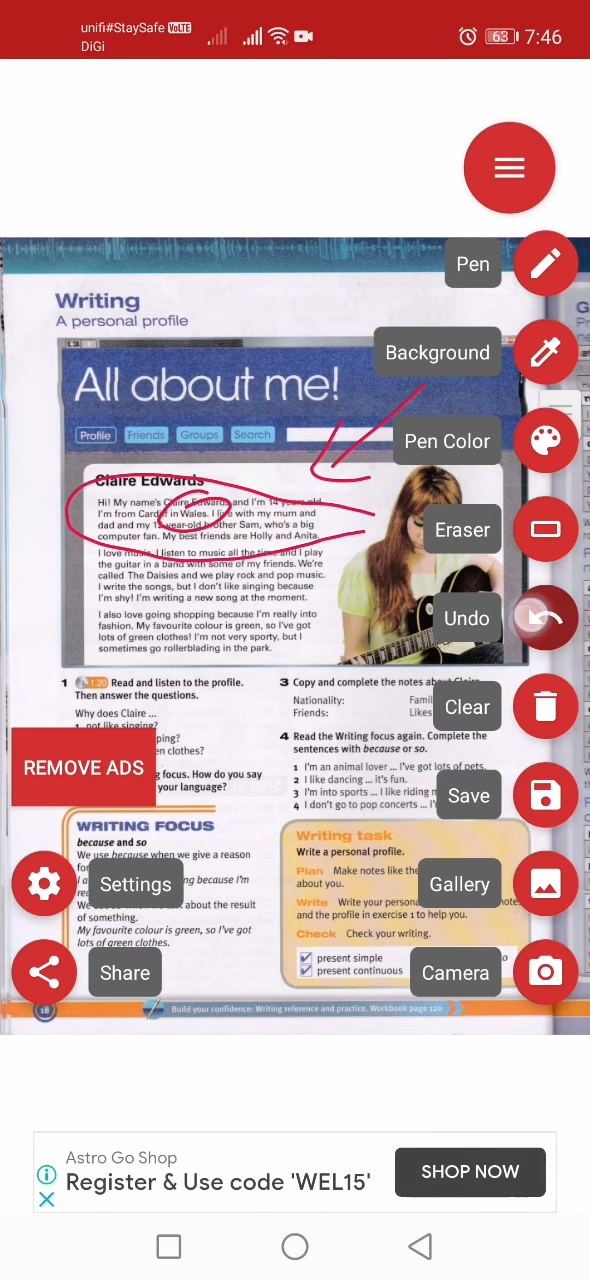 unifi#StaySafe VoLTE
DiGi
63 7:46
Pen
Writing
A personal profile
Background
All about me!
Profile Friends Groups Search
Pen Color
Claire Edwards
Hi! My name's Claire Edwards and I'm 14 years old.
I'm from Cardiff in Wales. I live with my mum and
dad and my 12-year-old brother Sam, who's a big
computer fan. My best friends are Holly and Anita.
Eraser
I love music. I listen to music all the time and I play
the guitar in a band with some of my friends. We're
called The Daisies and we play rock and pop music.
I write the songs, but I don't like singing because
I'm shy! I'm writing a new song at the moment.
Undo
I also love going shopping because I'm really into
fashion. My favourite colour is green, so I've got
lots of green clothes! I'm not very sporty, but I
sometimes go rollerblading in the park.
1 1.20 Read and listen to the profile.
Then answer the questions.
Why does Claire ...
1 not like singing?
ping?
en clothes?
g focus. How do you say
your language?
3 Copy and complete the notes about Claire.
Nationality: Famil
Friends: Likes
Clear
4 Read the Writing focus again. Complete the
sentences with because or so.
1 I'm an animal lover ... I've got lots of pets.
2 I like dancing ... it's fun.
3 I'm into sports ... I like riding m
4 I don't go to pop concerts ... I'
Save
REMOVE ADS
WRITING FOCUS
because and so
We use because when we give a reason
for
ng because I'm
about the result
of something.
My favourite colour is green, so I've got
lots of green clothes.
Writing task
Write a personal profile.
Plan Make notes like the
about you.
Write Write your persona note
and the profile in exercise 1 to help you.
Check Check your writing.
present simple so
present continuous
Gallery
Settings
Share
Camera
18
Build your confidence: Writing reference and practice. Workbook page 120
Astro Go Shop
Register & Use code 'WEL15'
SHOP NOW